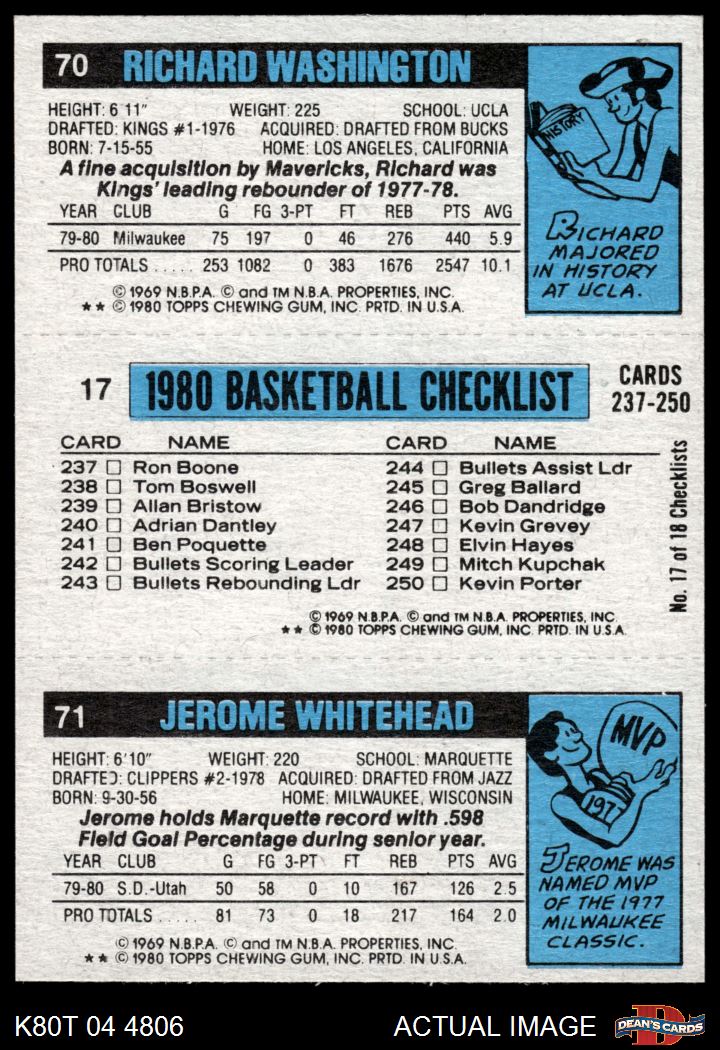 70 RICHARD WASHINGTON
HEIGHT: 6 11" WEIGHT: 225 SCHOOL: UCLA
DRAFTED: KINGS #1-1976 ACQUIRED: DRAFTED FROM BUCKS
BORN: 7-15-55 HOME: LOS ANGELES, CALIFORNIA
A fine acquisition by Mavericks, Richard was
Kings' leading rebounder of 1977-78.
YEAR CLUB G FG 3-PT FT REB PTS AVG
79-80 Milwaukee 75 197 0 46 276 440 5.9
PRO TOTALS ..... 253 1082 0 383 1676 2547 10.1
© 1969 N.B.P.A. © and TM N.B.A. PROPERTIES, INC.
★★ © 1980 TOPPS CHEWING GUM, INC. PRTD. IN U.S.A.
HISTORY
RICHARD
MAJORED
IN HISTORY
AT UCLA.
17 1980 BASKETBALL CHECKLIST CARDS
237-250
CARD NAME CARD NAME
237 □ Ron Boone 244 □ Bullets Assist Ldr
238 □ Tom Boswell 245 □ Greg Ballard
239 □ Allan Bristow 246 □ Bob Dandridge
240 □ Adrian Dantley 247 □ Kevin Grevey
241 □ Ben Poquette 248 □ Elvin Hayes
242 □ Bullets Scoring Leader 249 □ Mitch Kupchak
243 □ Bullets Rebounding Ldr 250 □ Kevin Porter
No. 17 of 18 Checklists
© 1969 N.B.P.A. © and TM N.B.A. PROPERTIES, INC.
★★ © 1980 TOPPS CHEWING GUM, INC. PRTD. IN U.S.A.
71 JEROME WHITEHEAD
HEIGHT: 6'10" WEIGHT: 220 SCHOOL: MARQUETTE
DRAFTED: CLIPPERS #2-1978 ACQUIRED: DRAFTED FROM JAZZ
BORN: 9-30-56 HOME: MILWAUKEE, WISCONSIN
Jerome holds Marquette record with .598
Field Goal Percentage during senior year.
YEAR CLUB G FG 3-PT FT REB PTS AVG
79-80 S.D.-Utah 50 58 0 10 167 126 2.5
PRO TOTALS ..... 81 73 0 18 217 164 2.0
© 1969 N.B.P.A. © and TM N.B.A. PROPERTIES, INC.
★★ © 1980 TOPPS CHEWING GUM, INC. PRTD. IN U.S.A.
MVP
1977
JEROME WAS
NAMED MVP
OF THE 1977
MILWAUKEE
CLASSIC.
K80T 04 4806 ACTUAL IMAGE D DEAN'S CARDS